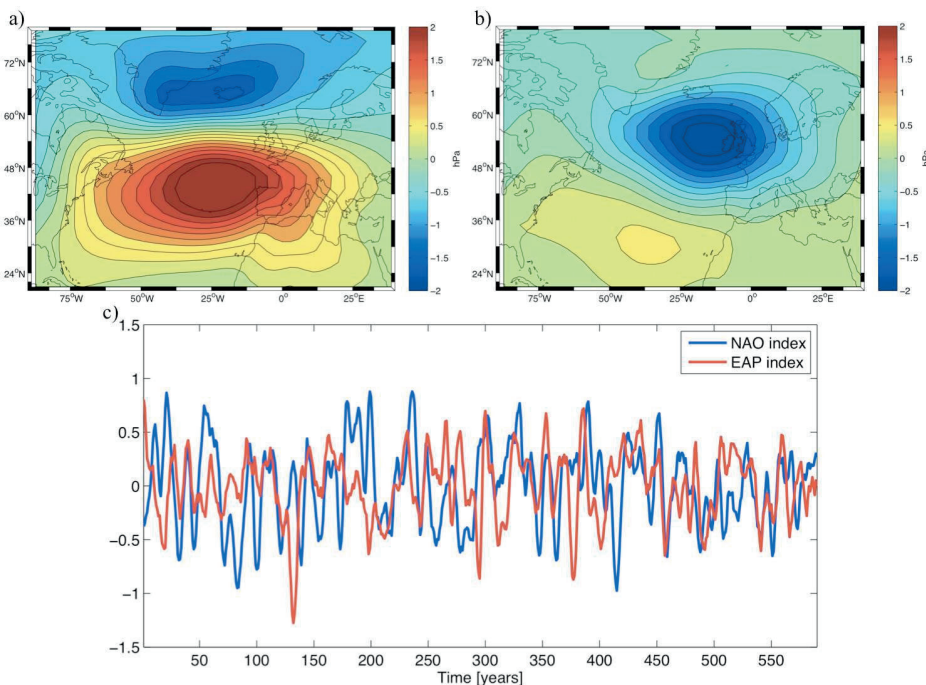 a)
b)
2
1.5
1
0.5
0
−0.5
−1
−1.5
−2
hPa
72°N
60°N
48°N
36°N
24°N
75°W
50°W
25°W
0°
25°E
2
1.5
1
0.5
0
−0.5
−1
−1.5
−2
hPa
72°N
60°N
48°N
36°N
24°N
75°W
50°W
25°W
0°
25°E
c)
1.5
1
0.5
0
−0.5
−1
−1.5
NAO index
EAP index
50 100 150 200 250 300 350 400 450 500 550
Time [years]